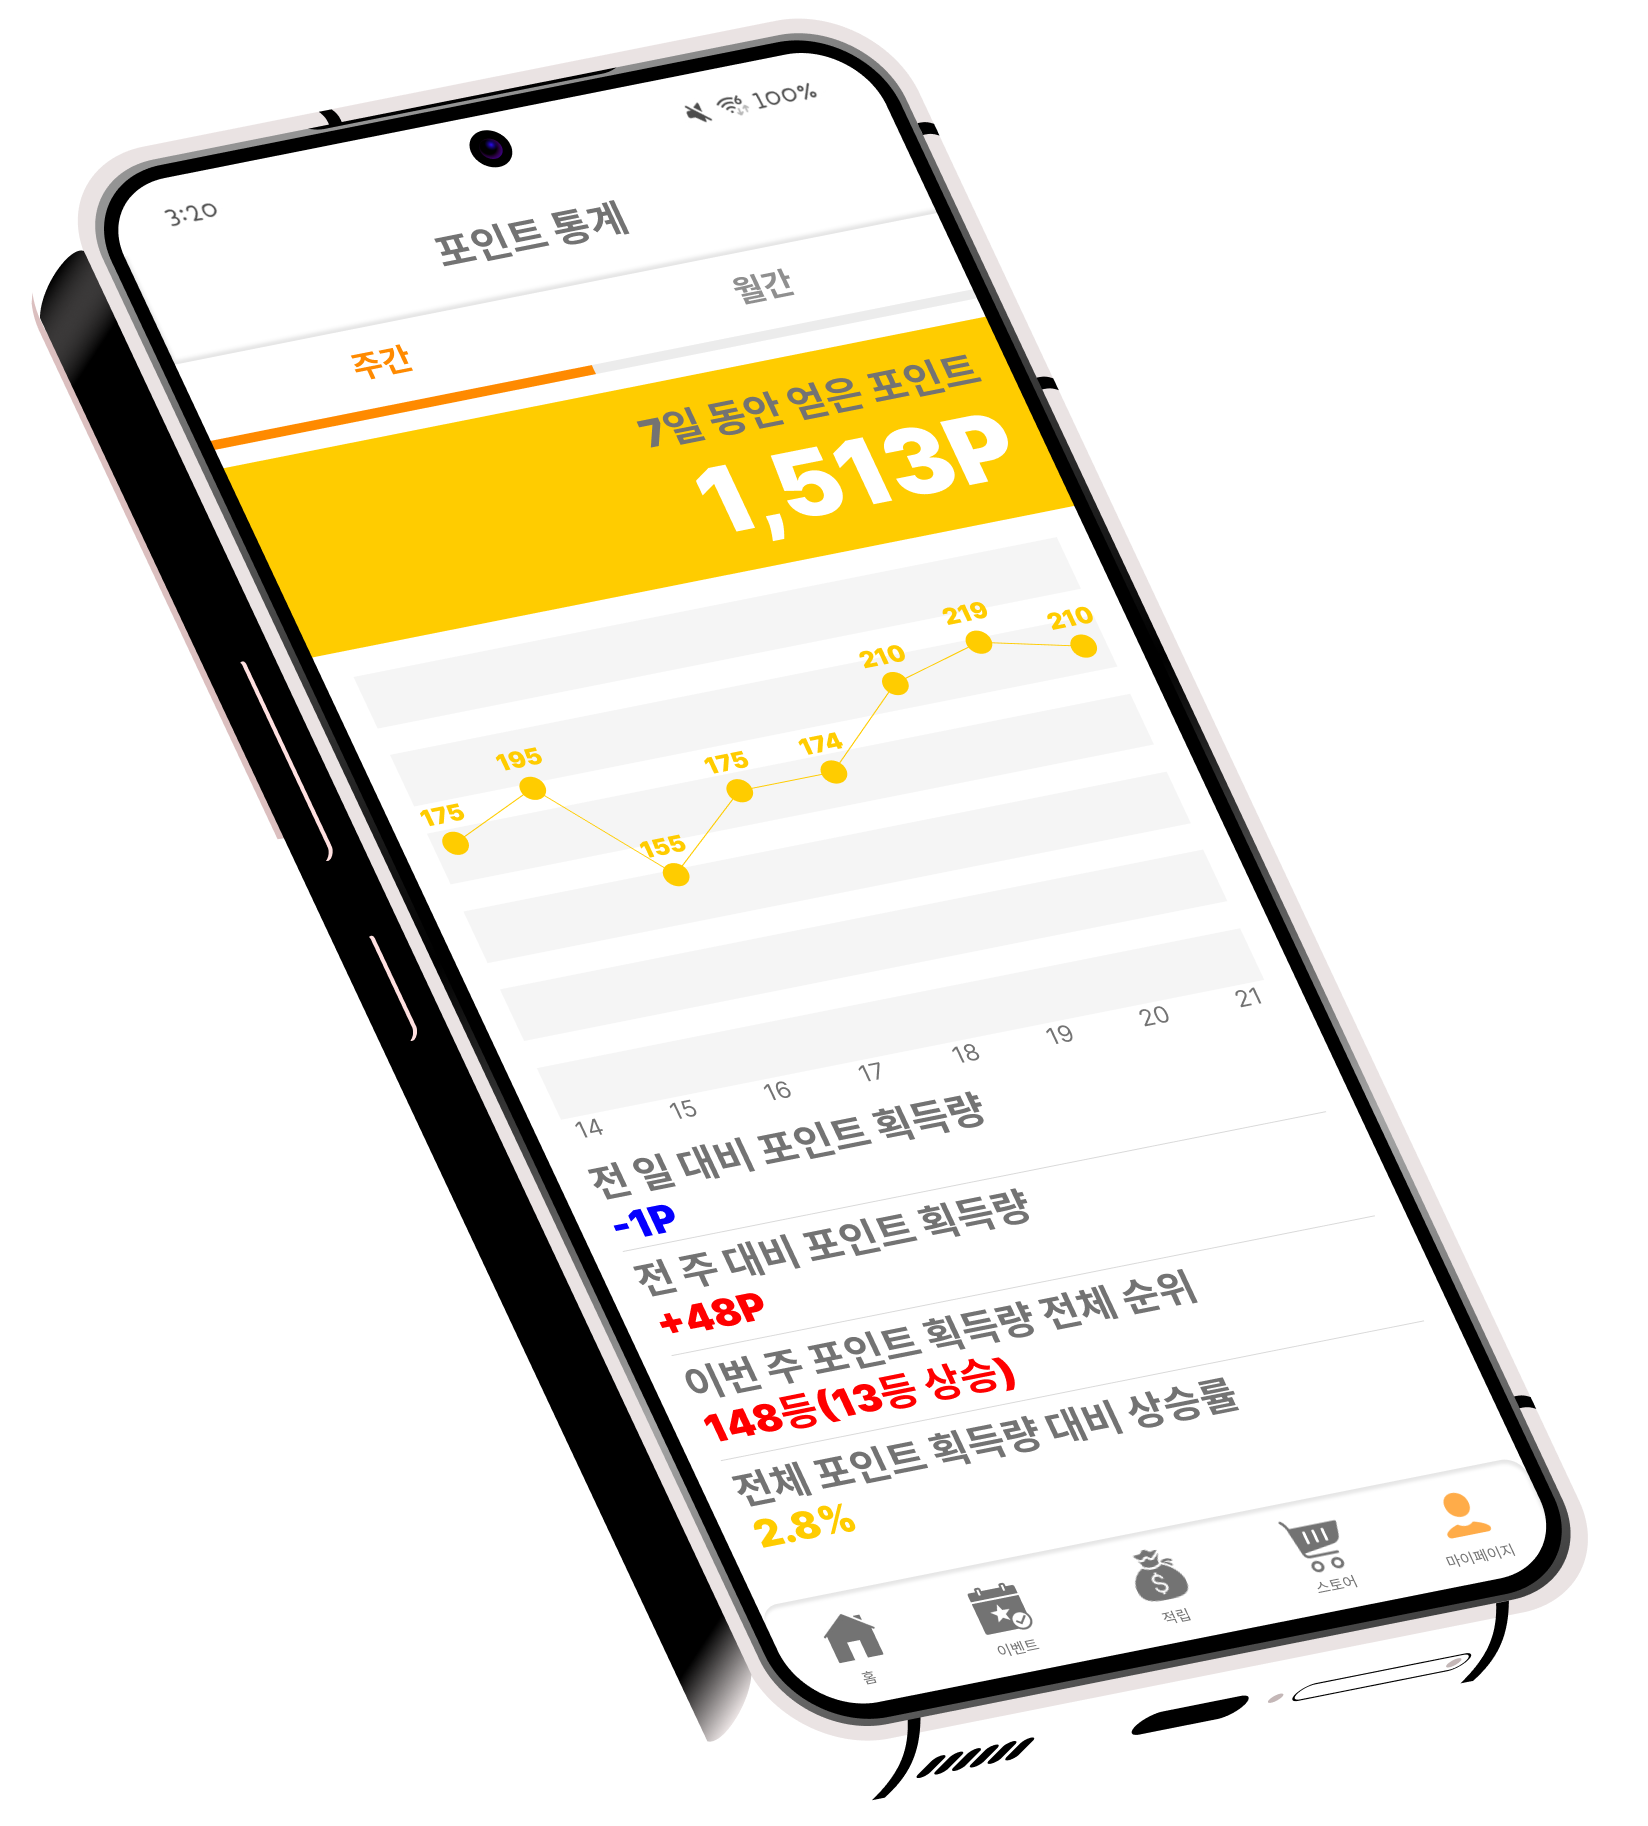 3:20
100%
포인트 통계
주간
월간
7일 동안 얻은 포인트
1,513P
175
195
155
175
174
210
219
210
14 15 16 17 18 19 20 21
전 일 대비 포인트 획득량
-1P
전 주 대비 포인트 획득량
+48P
이번 주 포인트 획득량 전체 순위
148등(13등 상승)
전체 포인트 획득량 대비 상승률
2.8%
홈
이벤트
적립
스토어
마이페이지